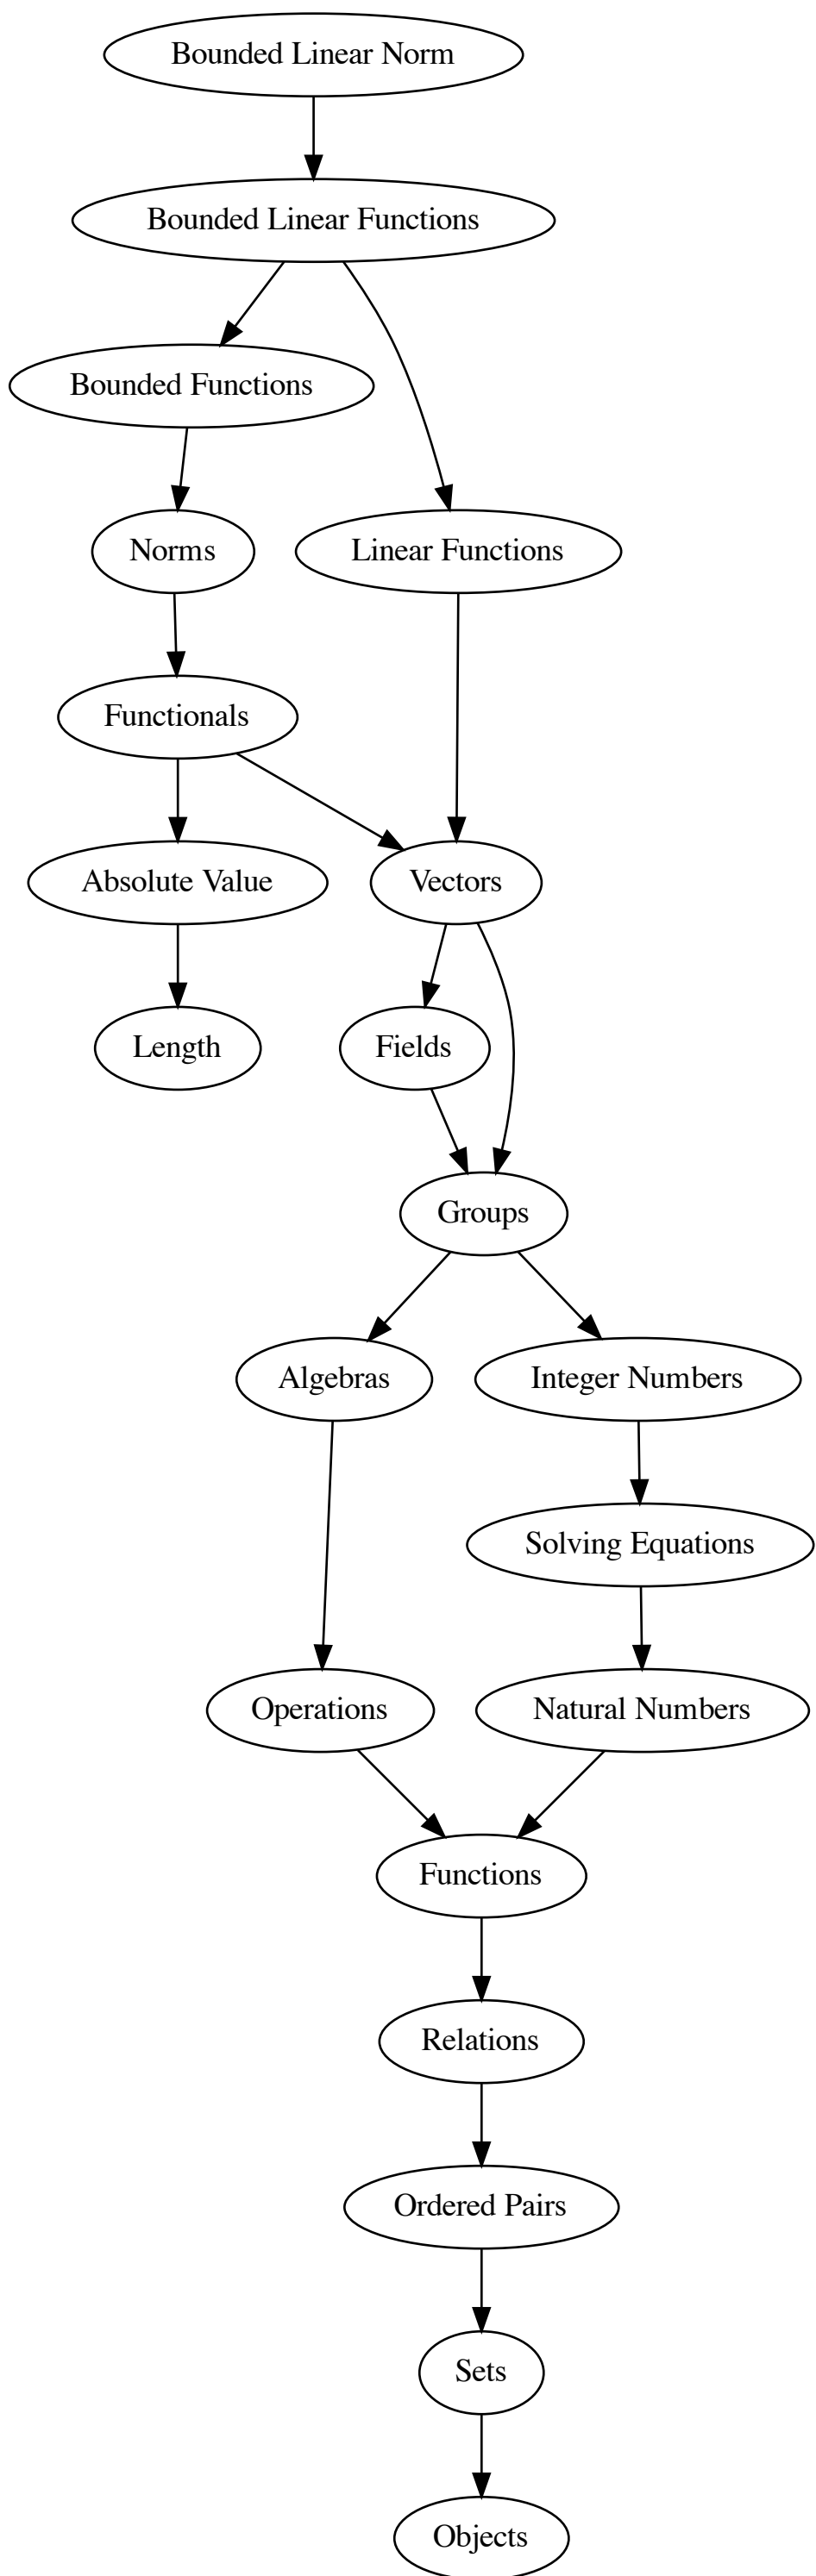 Bounded Linear Norm
Bounded Linear Functions
Bounded Functions
Norms
Linear Functions
Functionals
Absolute Value
Vectors
Length
Fields
Groups
Algebras
Integer Numbers
Solving Equations
Operations
Natural Numbers
Functions
Relations
Ordered Pairs
Sets
Objects